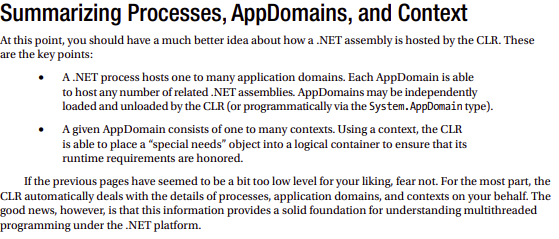 Summarizing Processes, AppDomains, and Context
At this point, you should have a much better idea about how a .NET assembly is hosted by the CLR. These
are the key points:
• A .NET process hosts one to many application domains. Each AppDomain is able
to host any number of related .NET assemblies. AppDomains may be independently
loaded and unloaded by the CLR (or programmatically via the System.AppDomain type).
• A given AppDomain consists of one to many contexts. Using a context, the CLR
is able to place a “special needs” object into a logical container to ensure that its
runtime requirements are honored.
If the previous pages have seemed to be a bit too low level for your liking, fear not. For the most part, the
CLR automatically deals with the details of processes, application domains, and contexts on your behalf. The
good news, however, is that this information provides a solid foundation for understanding multithreaded
programming under the .NET platform.